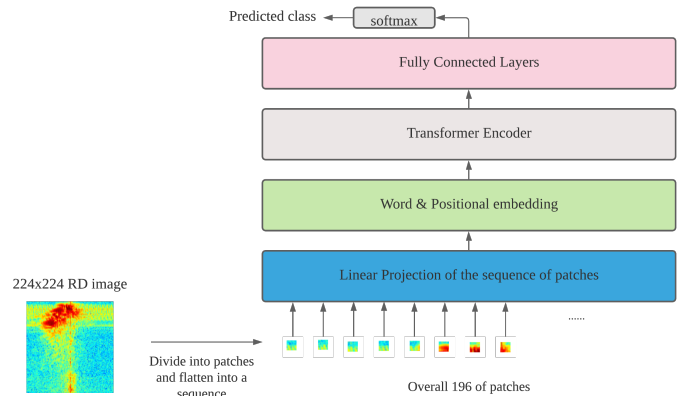 Predicted class
softmax
Fully Connected Layers
Transformer Encoder
Word & Positional embedding
Linear Projection of the sequence of patches
224x224 RD image
......
Divide into patches
and flatten into a
sequence
Overall 196 of patches